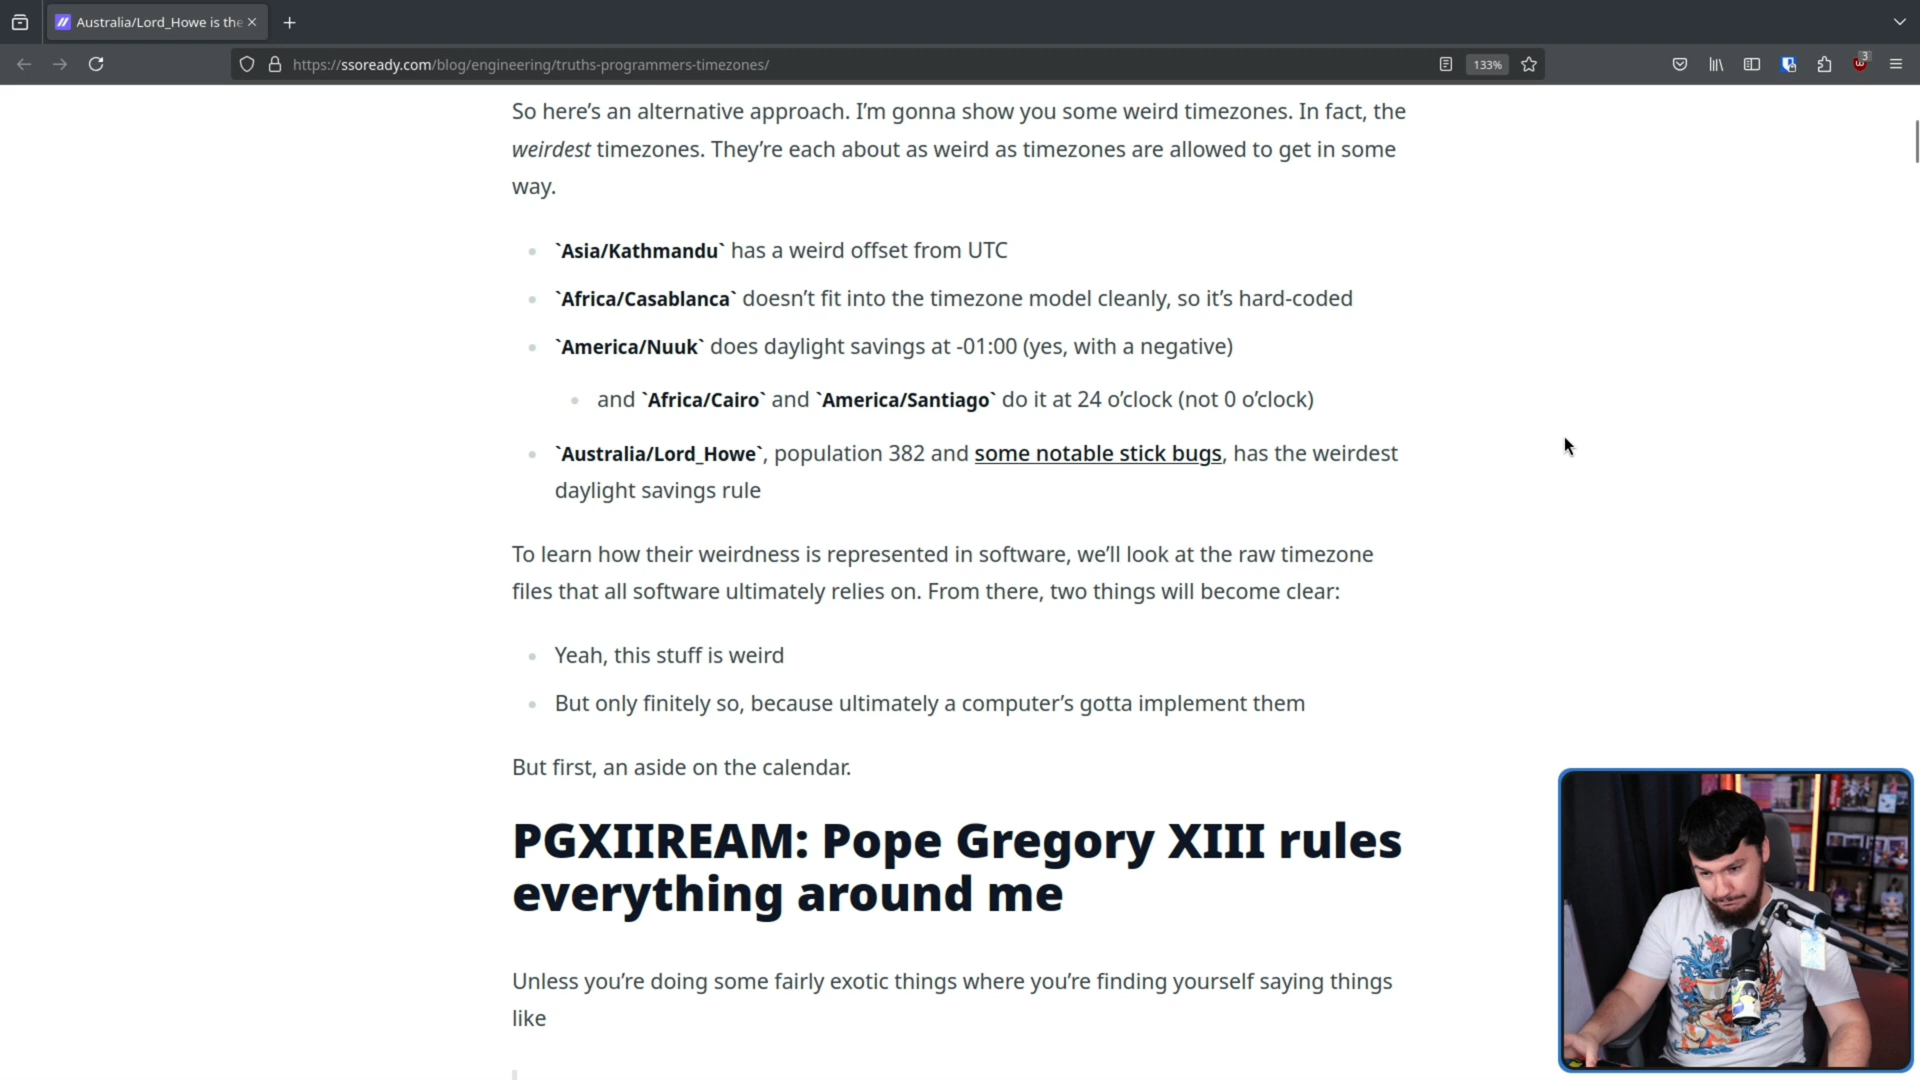 Australia/Lord_Howe is the
https://ssoready.com/blog/engineering/truths-programmers-timezones/
133%
3
So here’s an alternative approach. I’m gonna show you some weird timezones. In fact, the
weirdest timezones. They’re each about as weird as timezones are allowed to get in some
way.
`Asia/Kathmandu` has a weird offset from UTC
`Africa/Casablanca` doesn’t fit into the timezone model cleanly, so it’s hard-coded
`America/Nuuk` does daylight savings at -01:00 (yes, with a negative)
and `Africa/Cairo` and `America/Santiago` do it at 24 o’clock (not 0 o’clock)
`Australia/Lord_Howe`, population 382 and some notable stick bugs, has the weirdest
daylight savings rule
To learn how their weirdness is represented in software, we’ll look at the raw timezone
files that all software ultimately relies on. From there, two things will become clear:
Yeah, this stuff is weird
But only finitely so, because ultimately a computer’s gotta implement them
But first, an aside on the calendar.
PGXIIREAM: Pope Gregory XIII rules
everything around me
Unless you’re doing some fairly exotic things where you’re finding yourself saying things
like